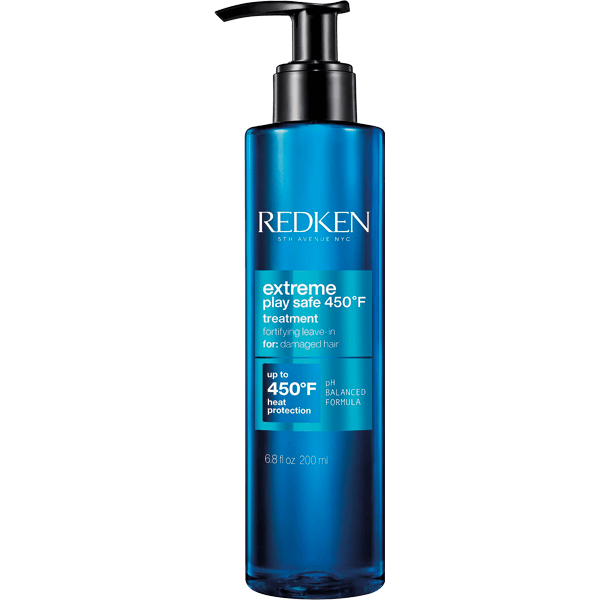 REDKEN
5TH AVENUE NYC
extreme
play safe 450°F
treatment
fortifying leave-in
for: damaged hair
up to
450°F
heat
protection
pH
BALANCED
FORMULA
6.8 fl oz 200 ml